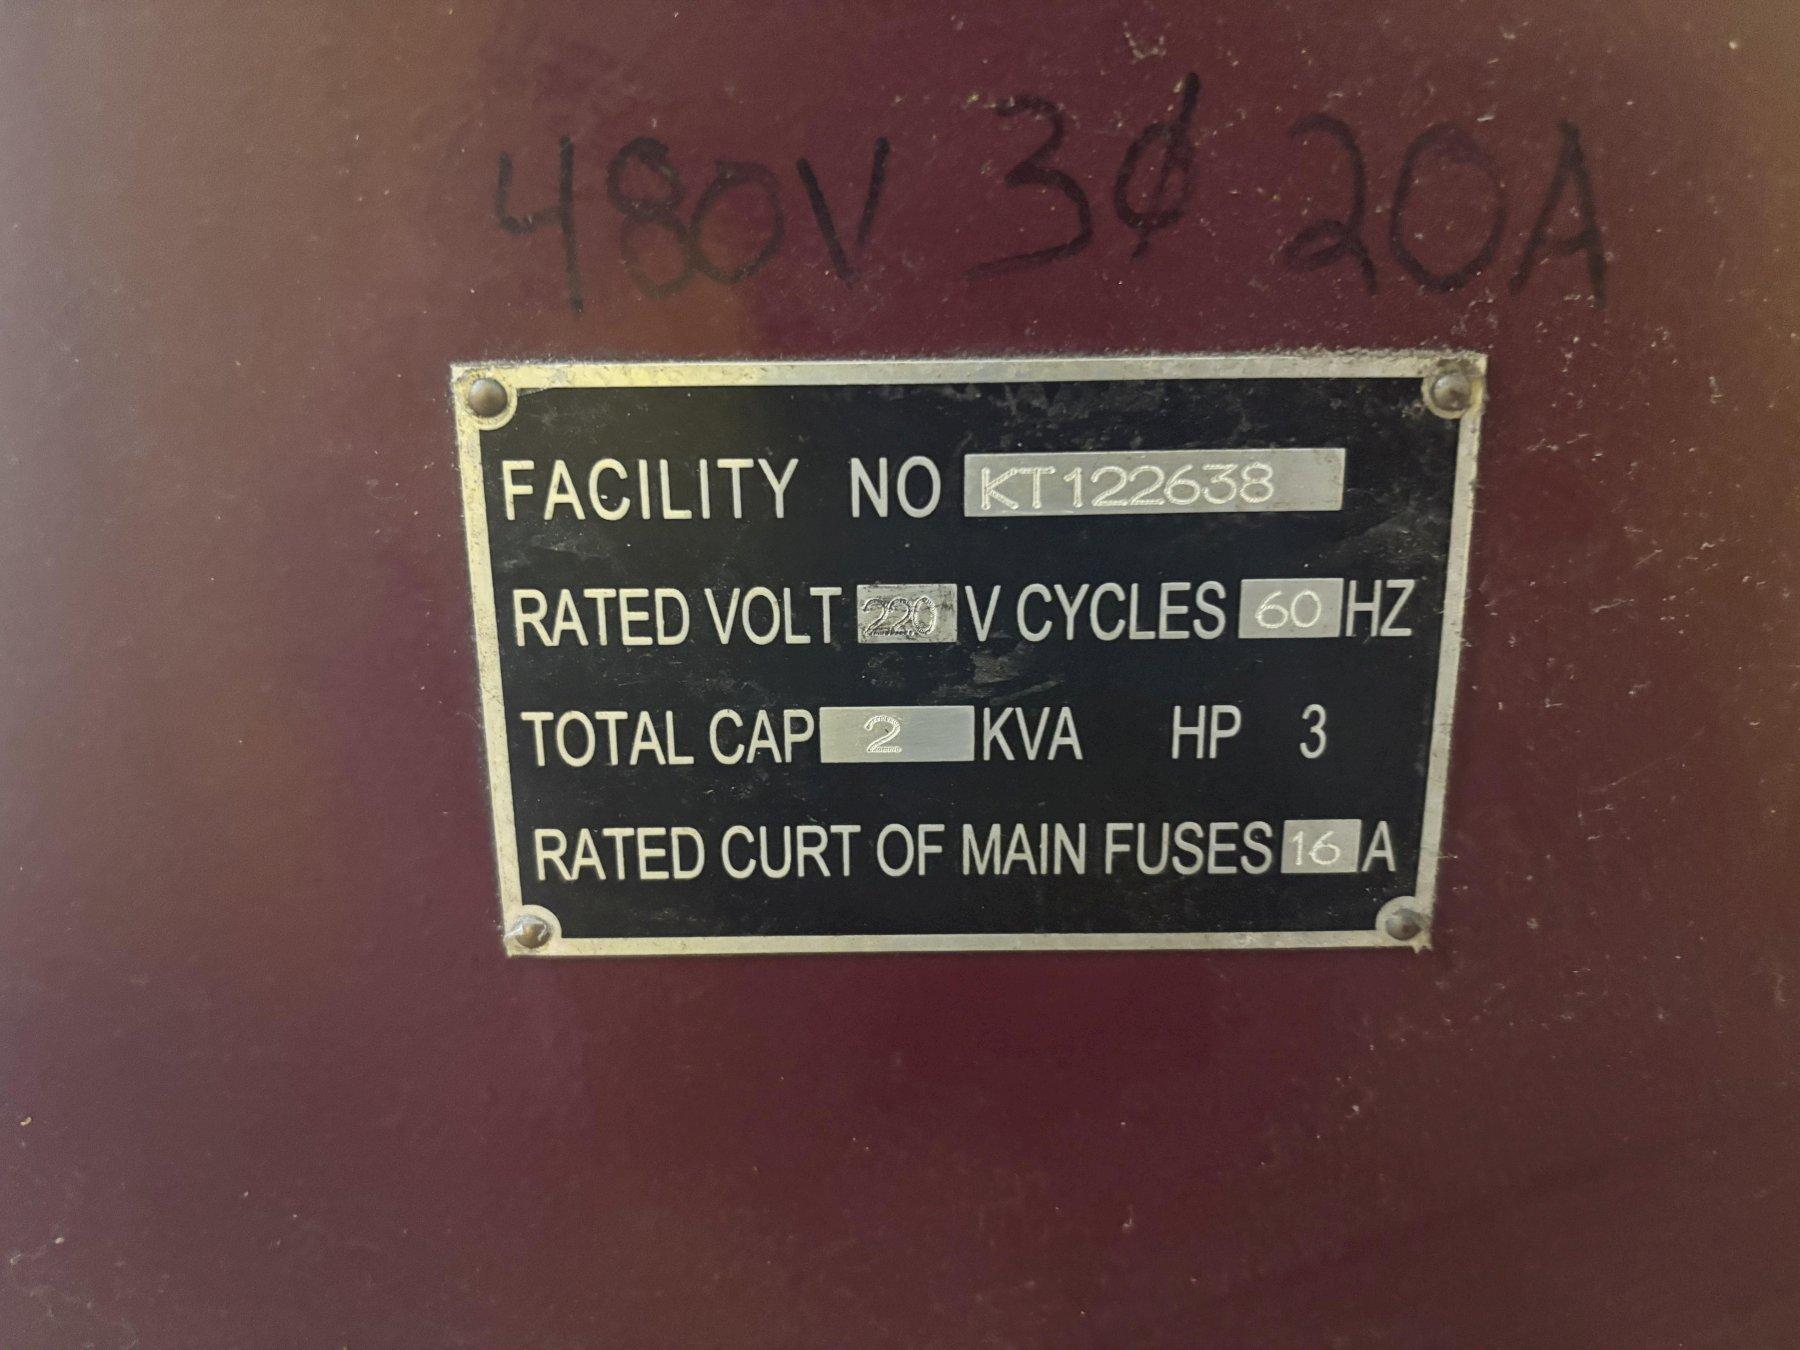 480V 3¢ 20A
FACILITY NO KT122638
RATED VOLT 220 V CYCLES 60 HZ
TOTAL CAP 2 KVA HP 3
RATED CURT OF MAIN FUSES 16 A